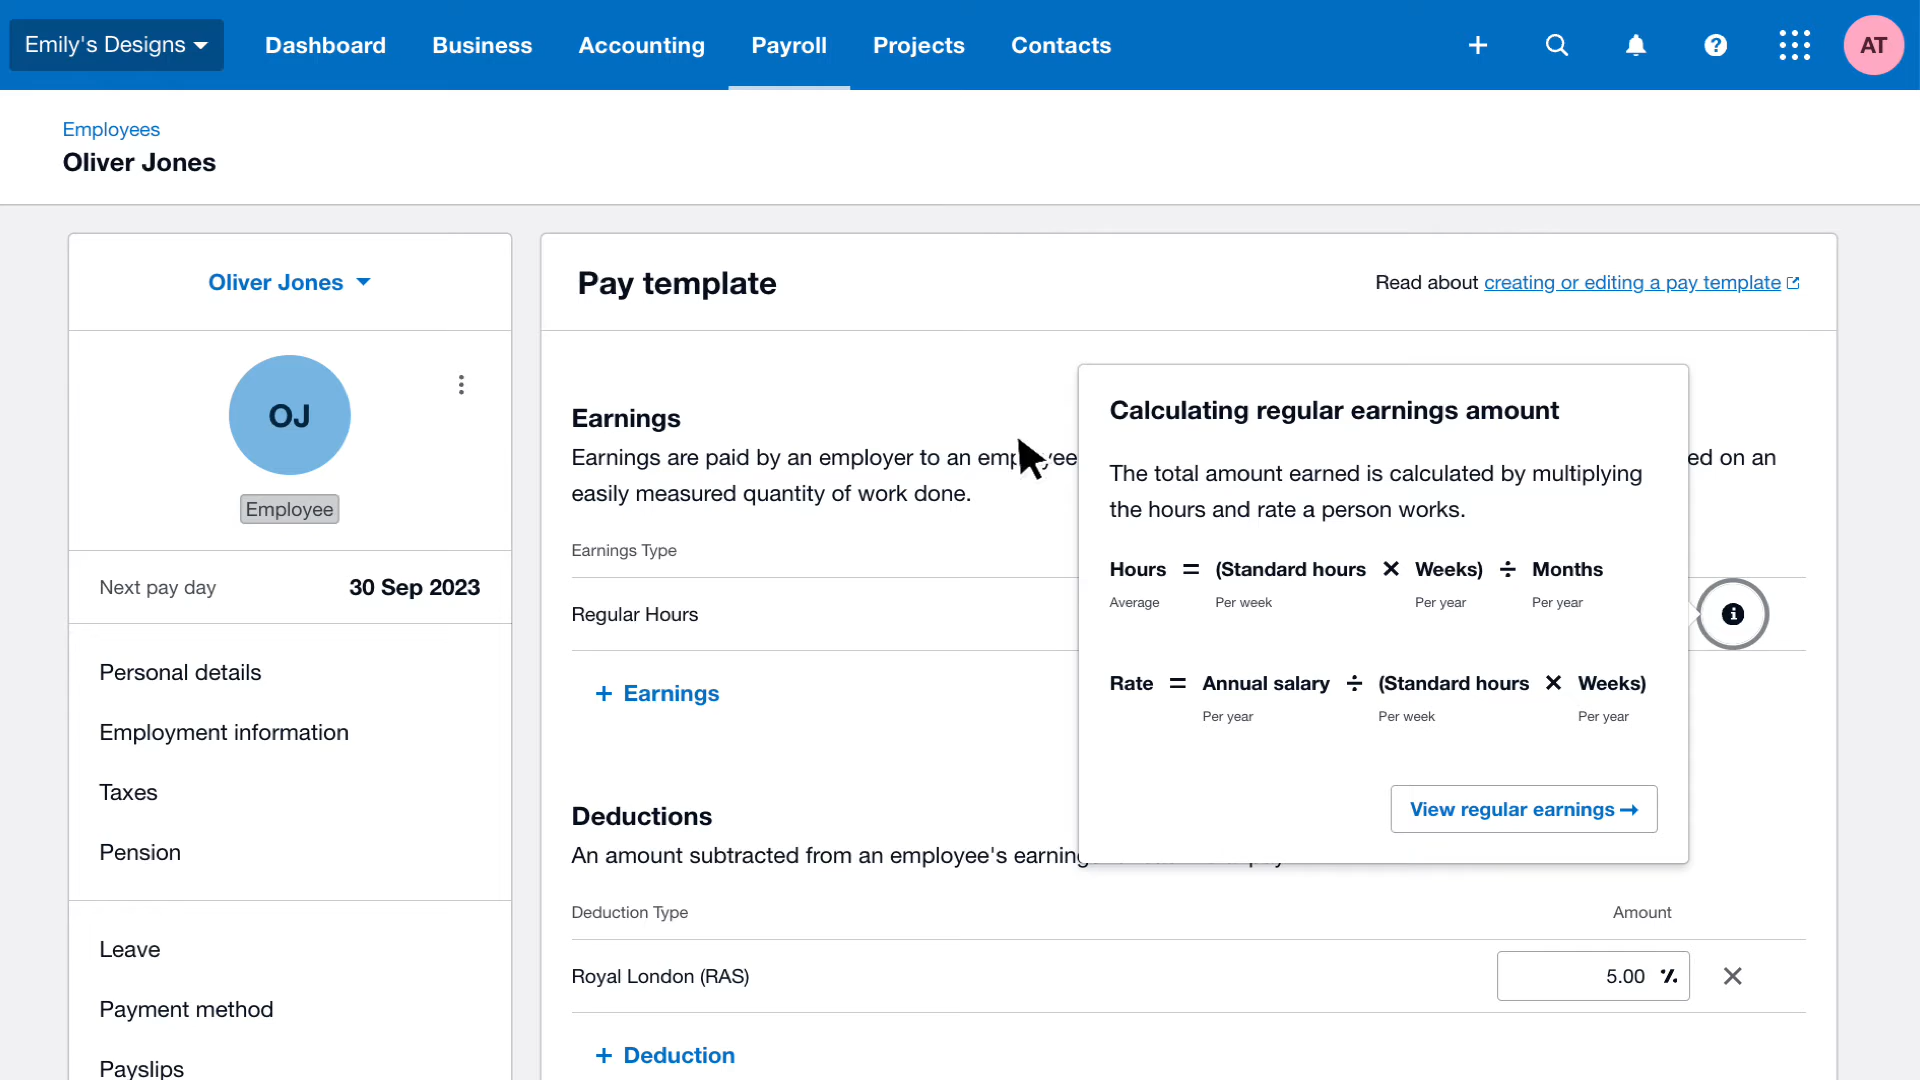 Emily's Designs
Dashboard
Business
Accounting
Payroll
Projects
Contacts
AT
Employees
Oliver Jones
Oliver Jones
OJ
Employee
Next pay day 30 Sep 2023
Personal details
Employment information
Taxes
Pension
Leave
Payment method
Payslips
Pay template
Read about creating or editing a pay template
Earnings
Earnings are paid by an employer to an
ed on an
easily measured quantity of work done.
Earnings Type
Regular Hours
+ Earnings
Calculating regular earnings amount
The total amount earned is calculated by multiplying
the hours and rate a person works.
Hours = (Standard hours × Weeks) ÷ Months
Average Per week Per year Per year
Rate = Annual salary ÷ (Standard hours × Weeks)
Per year Per week Per year
View regular earnings →
Deductions
An amount subtracted from an employee's
Deduction Type Amount
Royal London (RAS) 5.00 %
+ Deduction